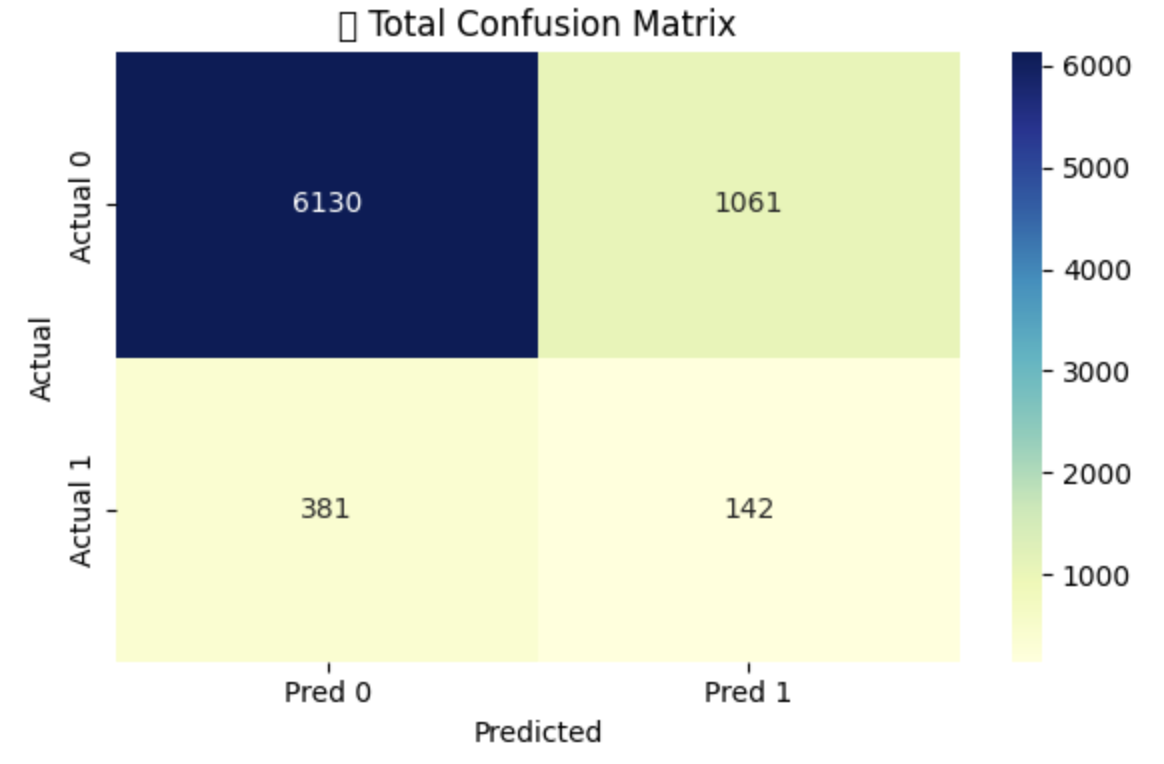 ▯ Total Confusion Matrix
6000
5000
4000
3000
2000
1000
Actual
Actual 0
6130
1061
Actual 1
381
142
Pred 0
Pred 1
Predicted